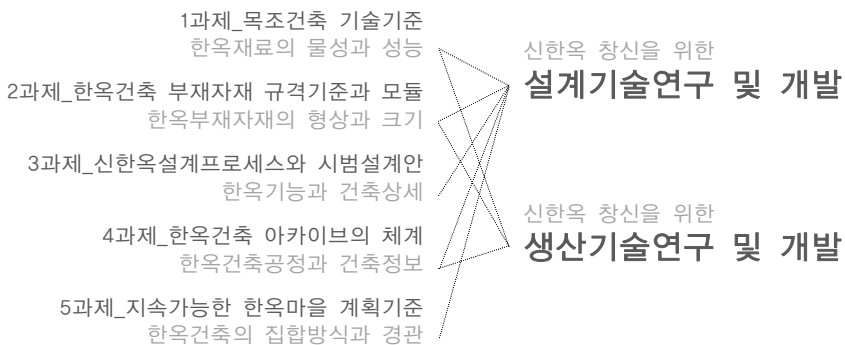 1과제_목조건축 기술기준
한옥재료의 물성과 성능
2과제_한옥건축 부재자재 규격기준과 모듈
한옥부재자재의 형상과 크기
3과제_신한옥설계프로세스와 시범설계안
한옥기능과 건축상세
4과제_한옥건축 아카이브의 체계
한옥건축공정과 건축정보
5과제_지속가능한 한옥마을 계획기준
한옥건축의 집합방식과 경관
신한옥 창신을 위한
설계기술연구 및 개발
신한옥 창신을 위한
생산기술연구 및 개발